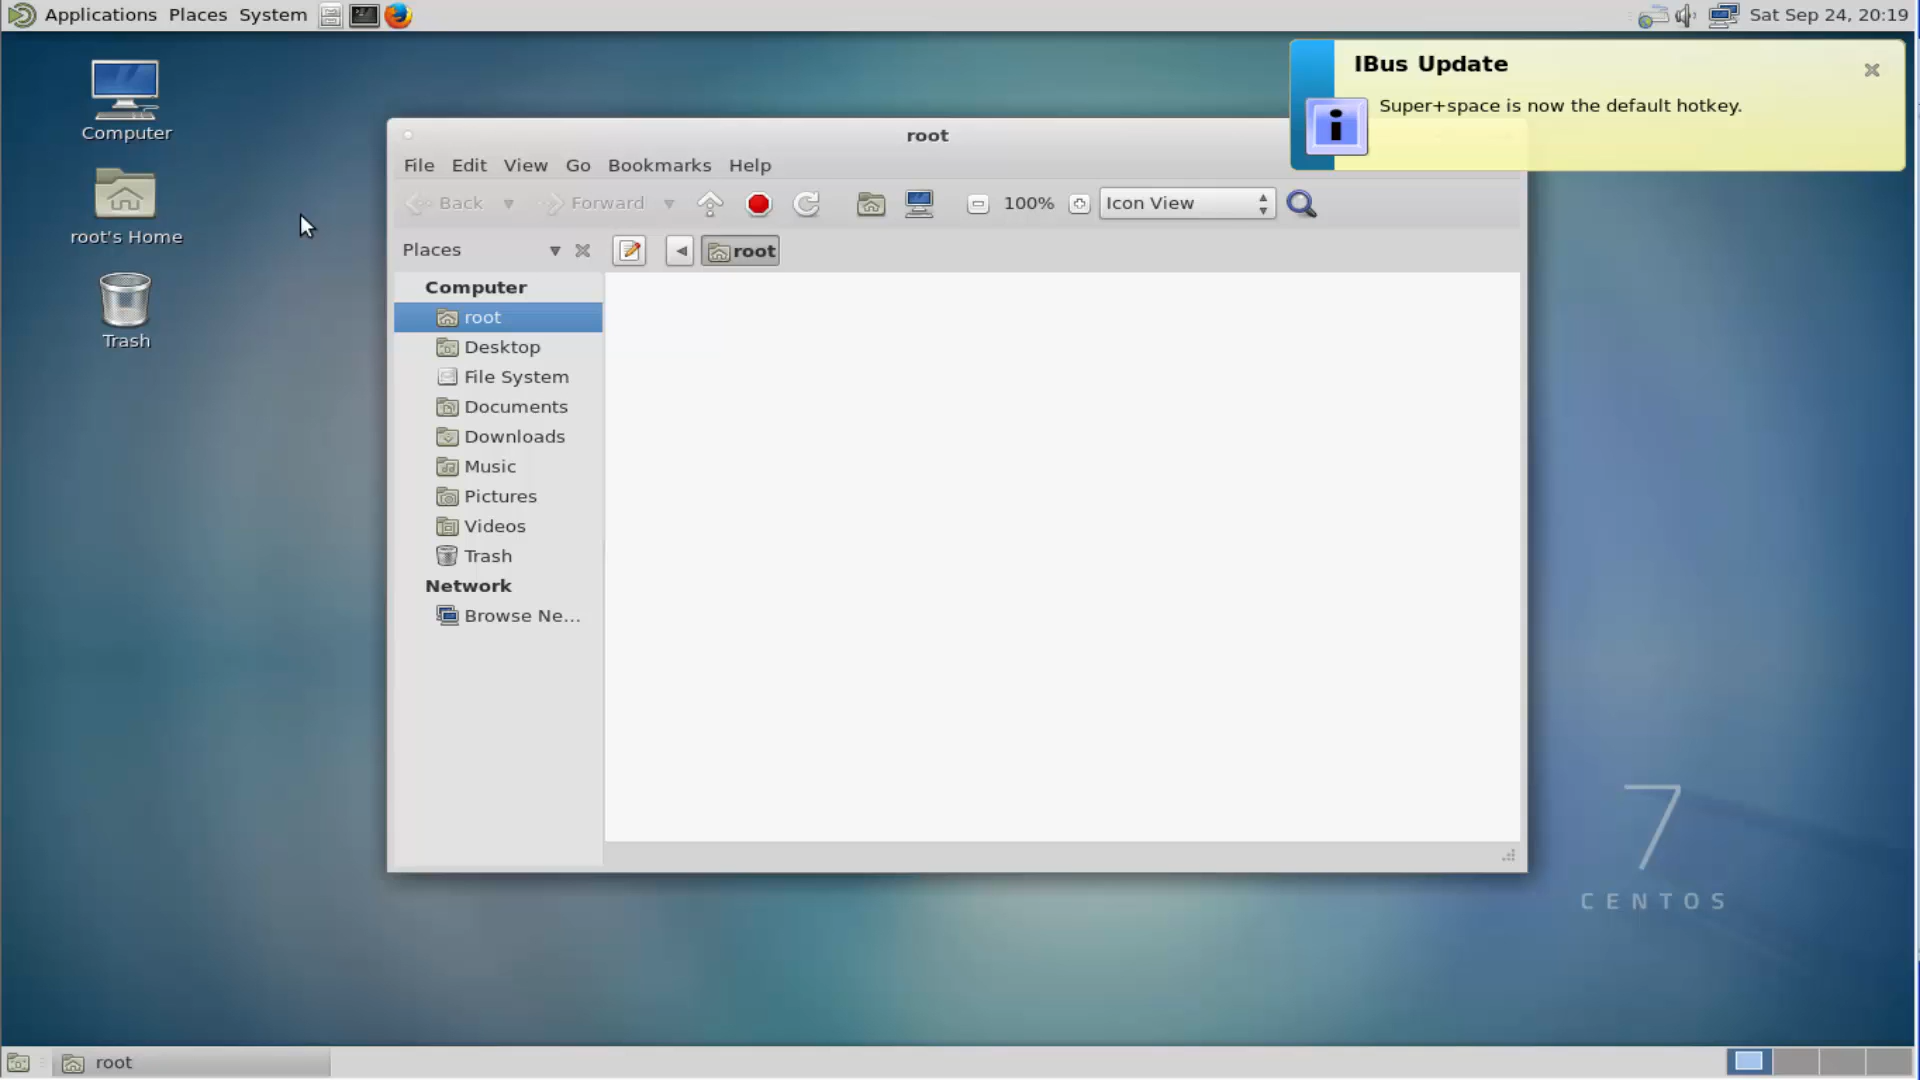 Applications Places System
Sat Sep 24, 20:19
IBus Update
Super+space is now the default hotkey.
Computer
root's Home
Trash
root
File Edit View Go Bookmarks Help
Back Forward 100% Icon View
Places root
Computer
root
Desktop
File System
Documents
Downloads
Music
Pictures
Videos
Trash
Network
Browse Ne...
7
CENTOS
root